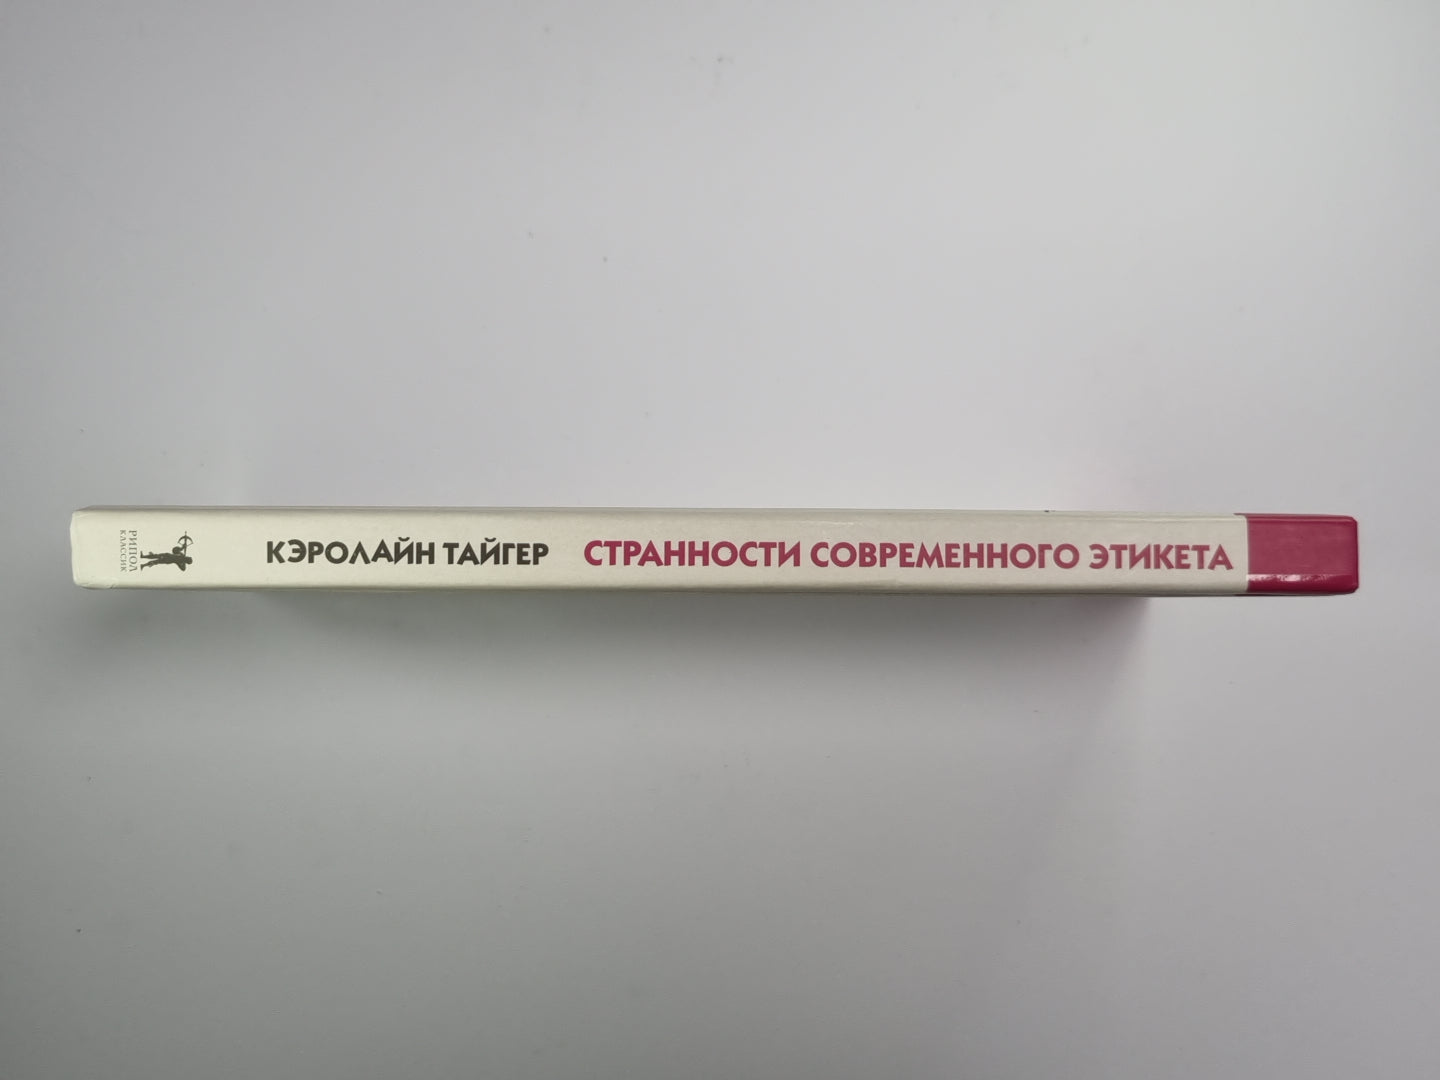 РИПОЛ
КЛАССИК
КЭРОЛАЙН ТАЙГЕР СТРАННОСТИ СОВРЕМЕННОГО ЭТИКЕТА